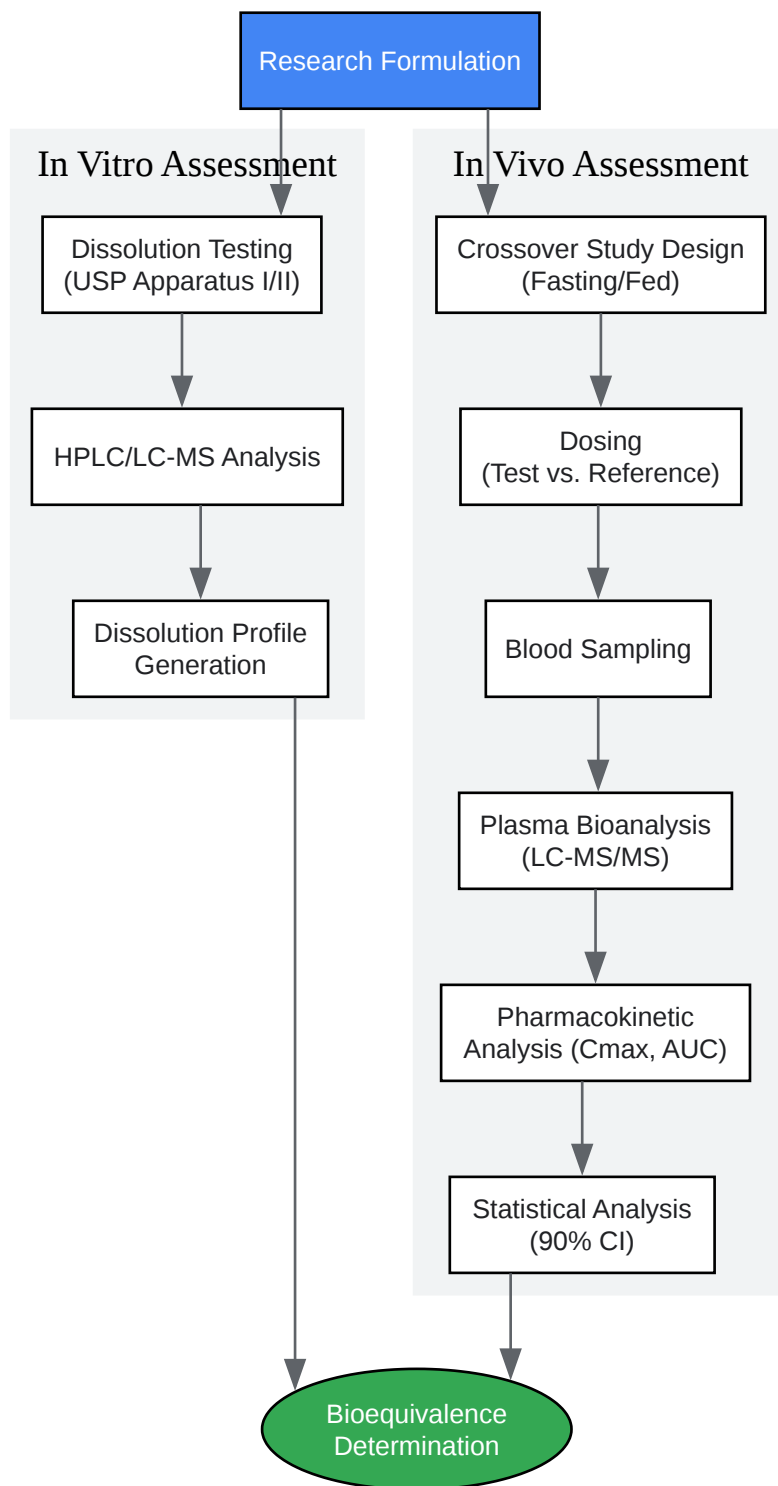 Research Formulation
In Vitro Assessment
Dissolution Testing
(USP Apparatus I/II)
HPLC/LC-MS Analysis
Dissolution Profile
Generation
In Vivo Assessment
Crossover Study Design
(Fasting/Fed)
Dosing
(Test vs. Reference)
Blood Sampling
Plasma Bioanalysis
(LC-MS/MS)
Pharmacokinetic
Analysis (Cmax, AUC)
Statistical Analysis
(90% CI)
Bioequivalence
Determination